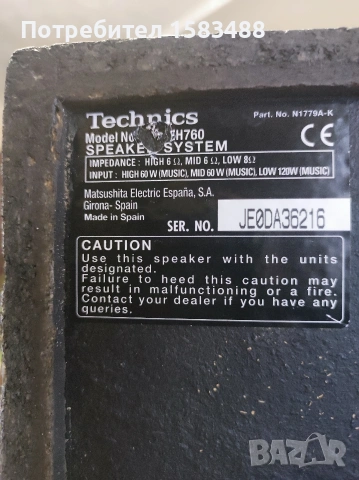 Потребител 1583488
Technics
Part. No. N1779A-K
Model No. EH760
SPEAKER SYSTEM
CE
IMPEDANCE : HIGH 6 Ω, MID 6 Ω, LOW 8Ω
INPUT : HIGH 60 W (MUSIC), MID 60 W (MUSIC), LOW 120W (MUSIC)
Matsushita Electric España, S.A.
Girona- Spain
Made in Spain
SER. NO. JE0DA36216
CAUTION
Use this speaker with the units
designated.
Failure to heed this caution may
result in malfunctioning or a fire.
Contact your dealer if you have any
queries.
BAZAR